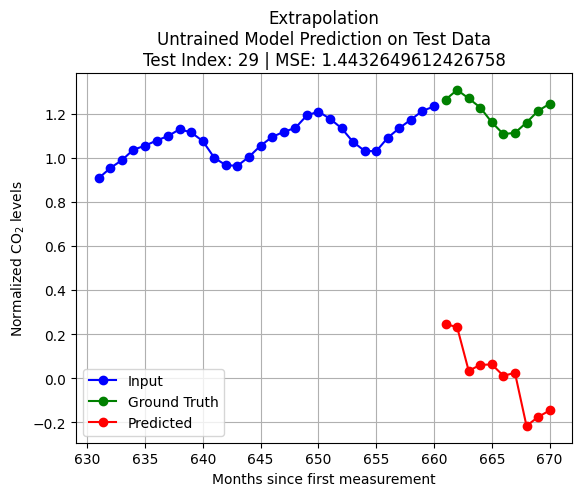 Extrapolation
Untrained Model Prediction on Test Data
Test Index: 29 | MSE: 1.4432649612426758
Normalized CO₂ levels
1.2
1.0
0.8
0.6
0.4
0.2
0.0
−0.2
Input
Ground Truth
Predicted
630 635 640 645 650 655 660 665 670
Months since first measurement